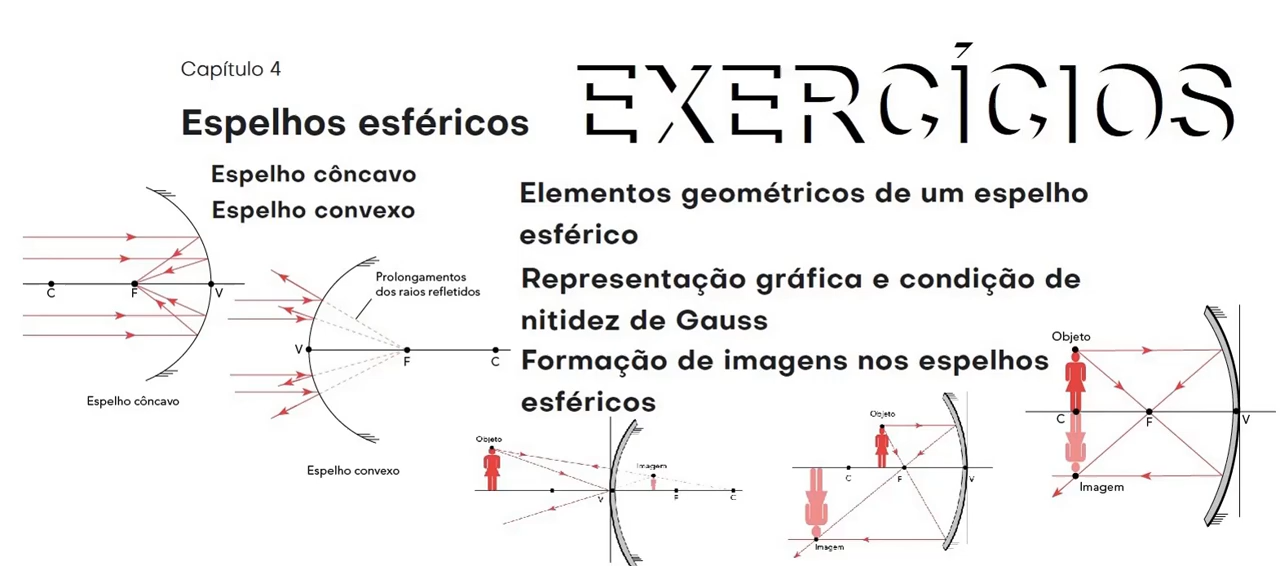 Capítulo 4
EXERCÍCIOS
Espelhos esféricos
Espelho côncavo
Espelho convexo
Elementos geométricos de um espelho
esférico
Representação gráfica e condição de
nitidez de Gauss
Formação de imagens nos espelhos
esféricos
C
F
V
Espelho côncavo
Prolongamentos
dos raios refletidos
V
F
C
Espelho convexo
Objeto
Imagem
V
F
C
Objeto
C
F
V
Imagem
Objeto
C
F
V
Imagem